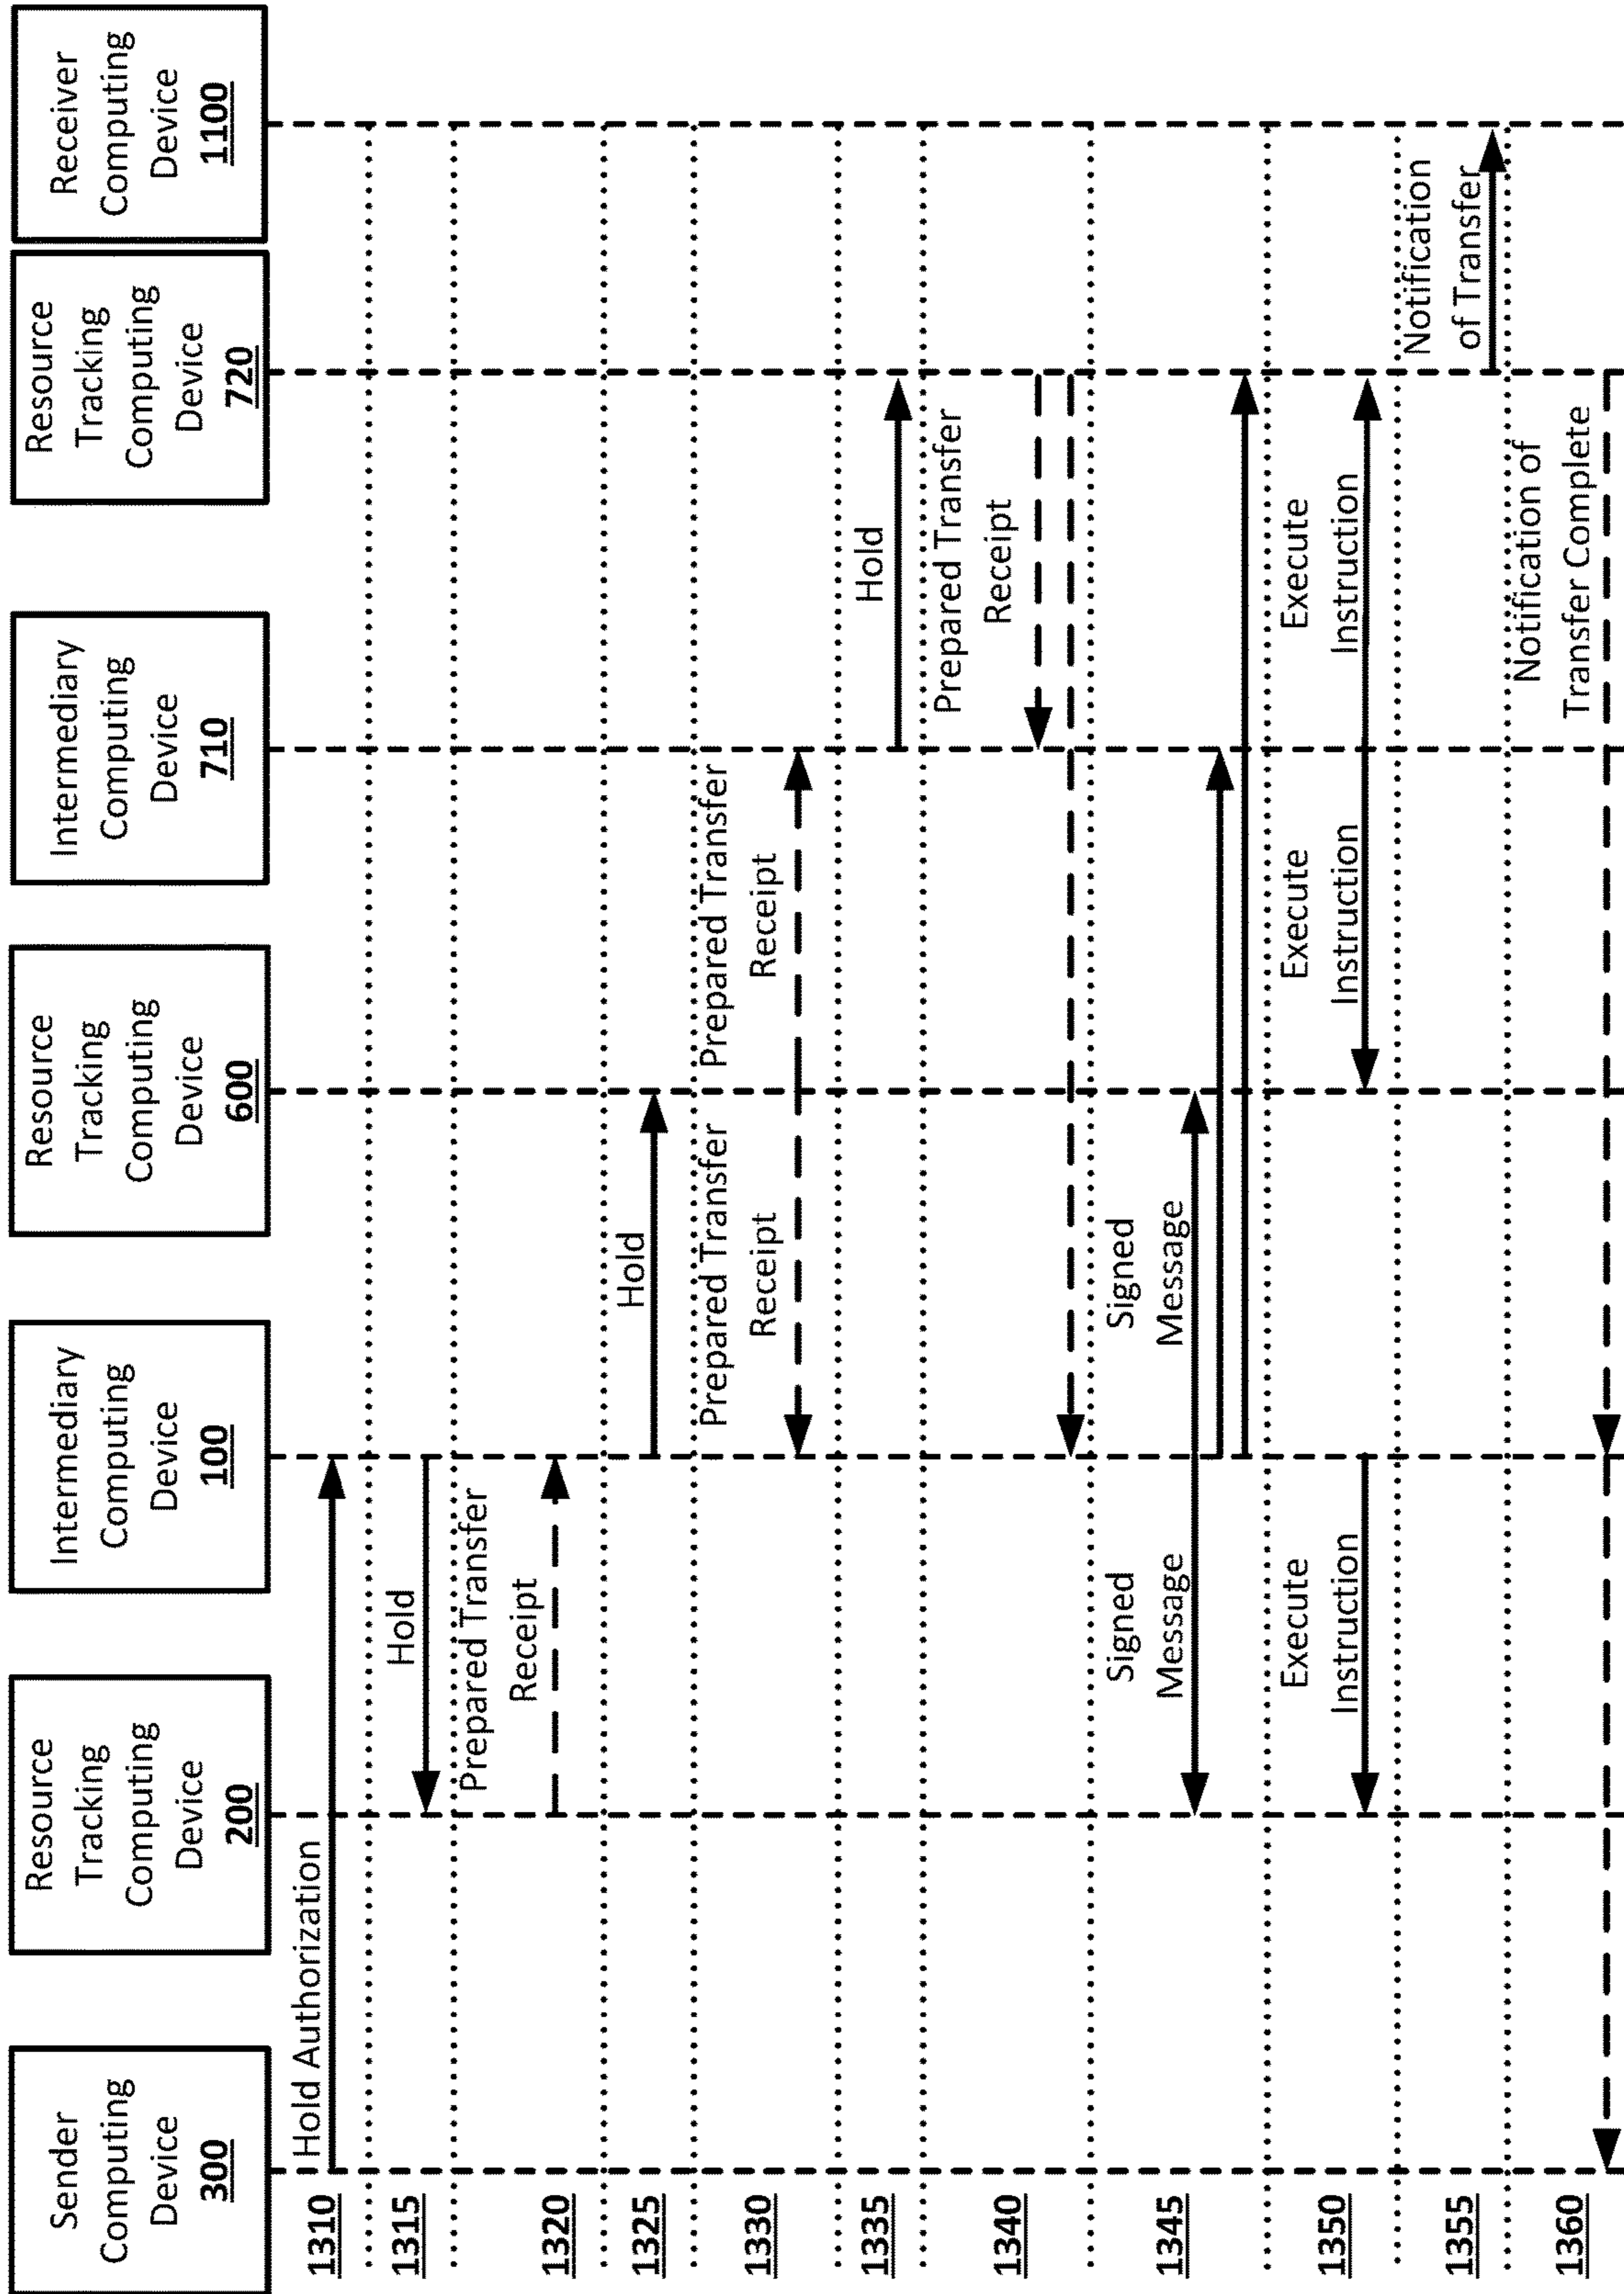 Sender
Computing
Device
300
Resource
Tracking
Computing
Device
200
Intermediary
Computing
Device
100
Resource
Tracking
Computing
Device
600
Intermediary
Computing
Device
710
Resource
Tracking
Computing
Device
720
Receiver
Computing
Device
1100
1310
Hold Authorization
1315
Hold
1320
Prepared Transfer
Receipt
1325
Hold
1330
Prepared Transfer
Receipt
Prepared Transfer
Receipt
1335
Hold
1340
Prepared Transfer
Receipt
1345
Signed
Message
Signed
Message
1350
Execute
Instruction
Execute
Instruction
Execute
Instruction
1355
Notification
of Transfer
1360
Notification of
Transfer Complete